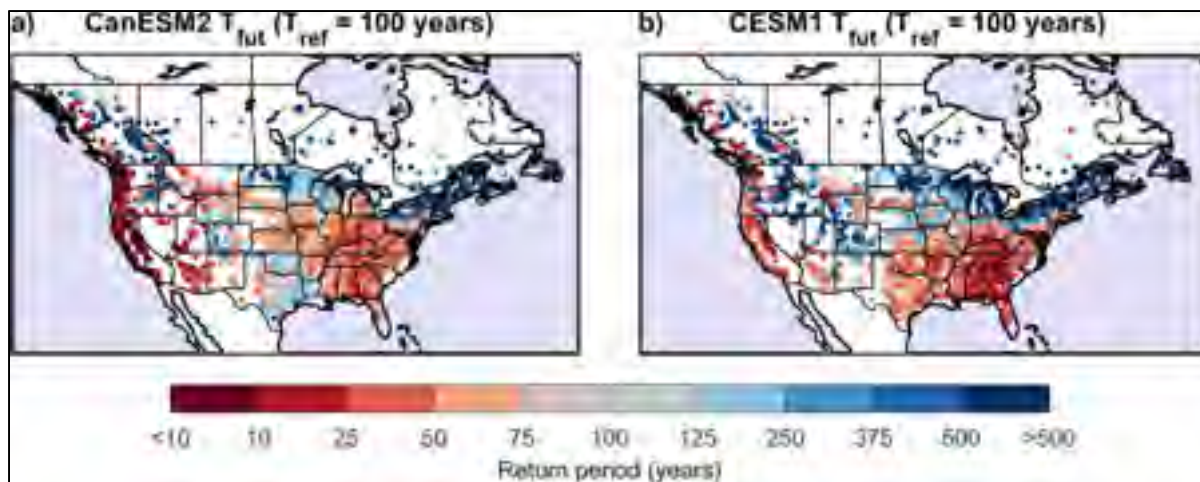 a) CanESM2 T_fut (T_ref = 100 years)
b) CESM1 T_fut (T_ref = 100 years)
<10 10 25 50 75 100 125 250 375 500 >500
Return period (years)